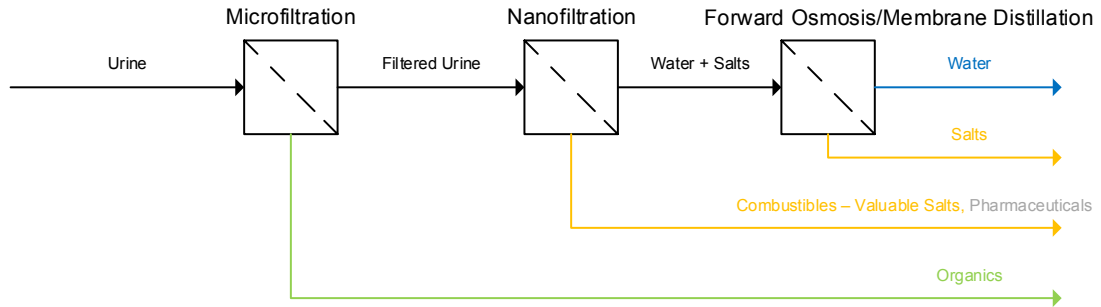 Microfiltration
Nanofiltration
Forward Osmosis/Membrane Distillation
Urine
Filtered Urine
Water + Salts
Water
Salts
Combustibles – Valuable Salts, Pharmaceuticals
Organics